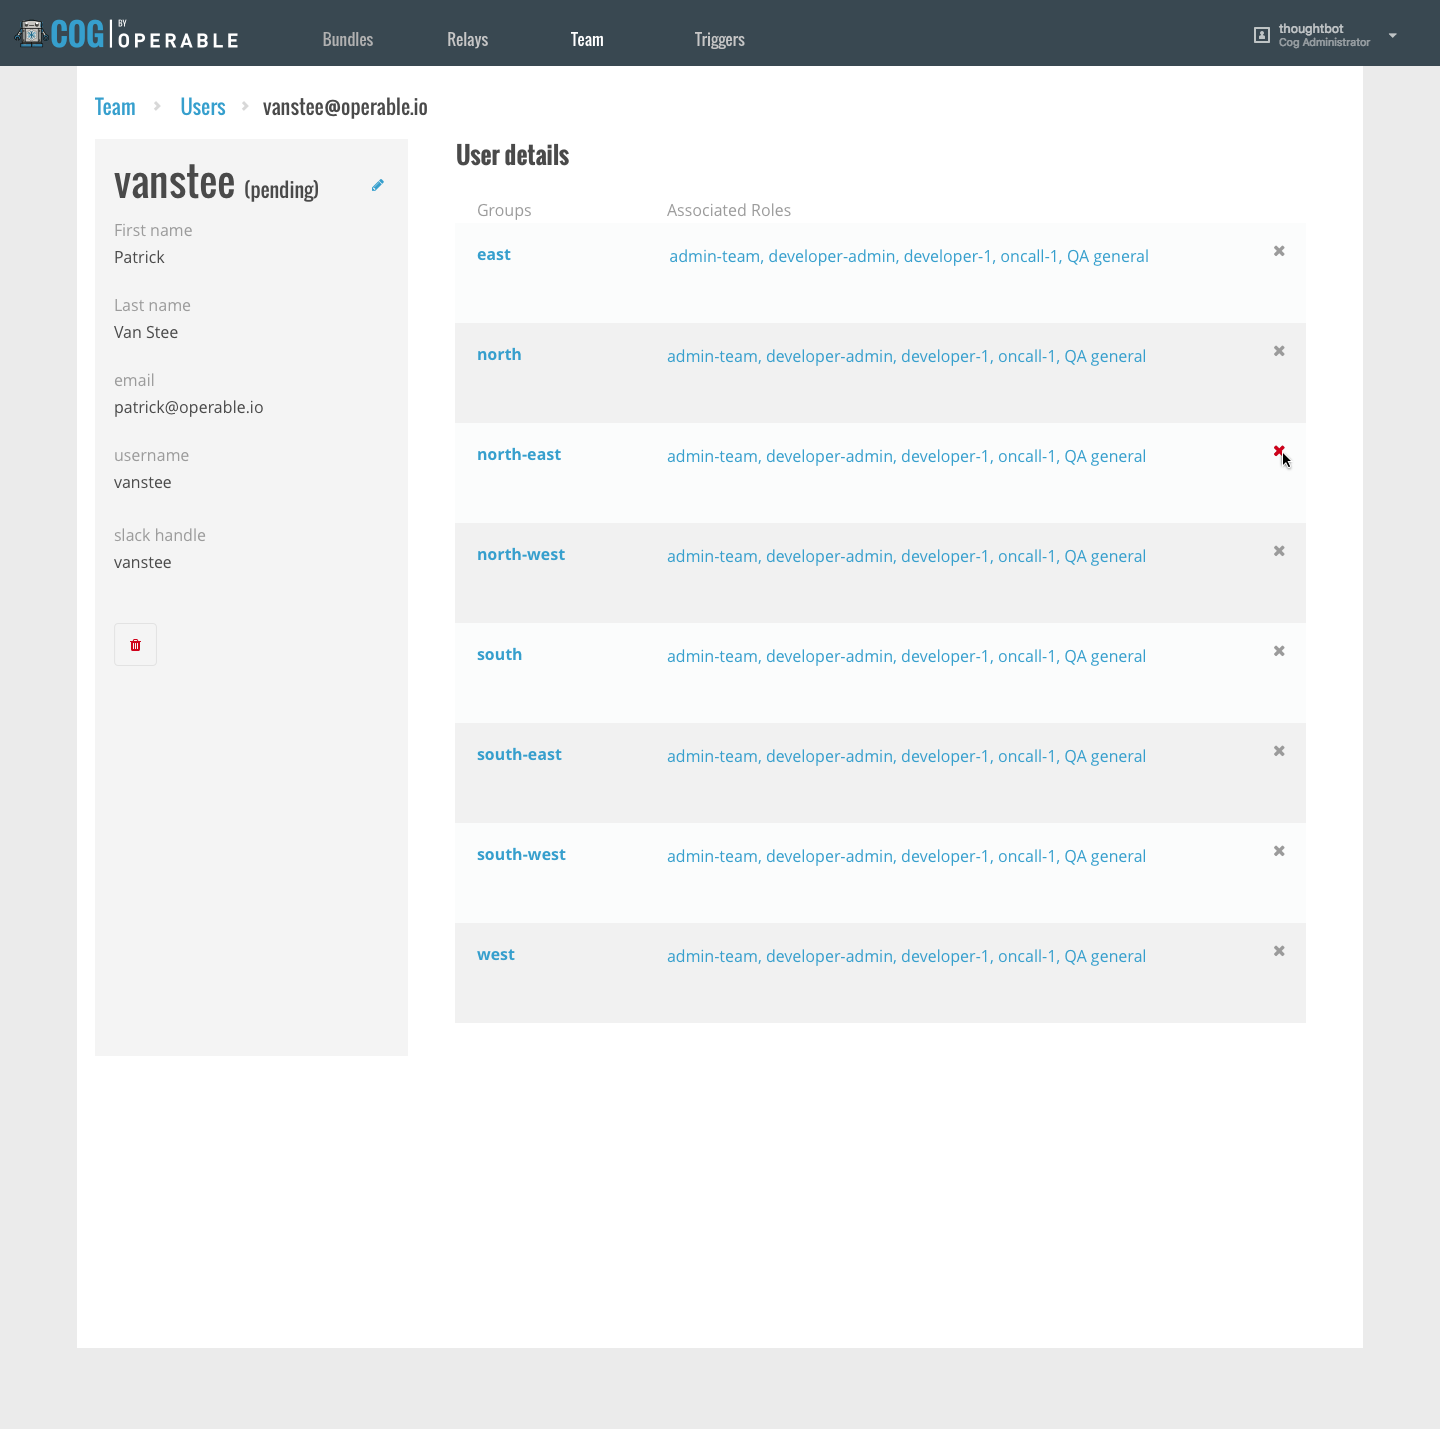 COG BY OPERABLE
Bundles Relays Team Triggers
thoughtbot
Cog Administrator
Team Users vanstee@operable.io
vanstee (pending)
First name
Patrick
Last name
Van Stee
email
patrick@operable.io
username
vanstee
slack handle
vanstee
User details
Groups Associated Roles
east admin-team, developer-admin, developer-1, oncall-1, QA general
north admin-team, developer-admin, developer-1, oncall-1, QA general
north-east admin-team, developer-admin, developer-1, oncall-1, QA general
north-west admin-team, developer-admin, developer-1, oncall-1, QA general
south admin-team, developer-admin, developer-1, oncall-1, QA general
south-east admin-team, developer-admin, developer-1, oncall-1, QA general
south-west admin-team, developer-admin, developer-1, oncall-1, QA general
west admin-team, developer-admin, developer-1, oncall-1, QA general